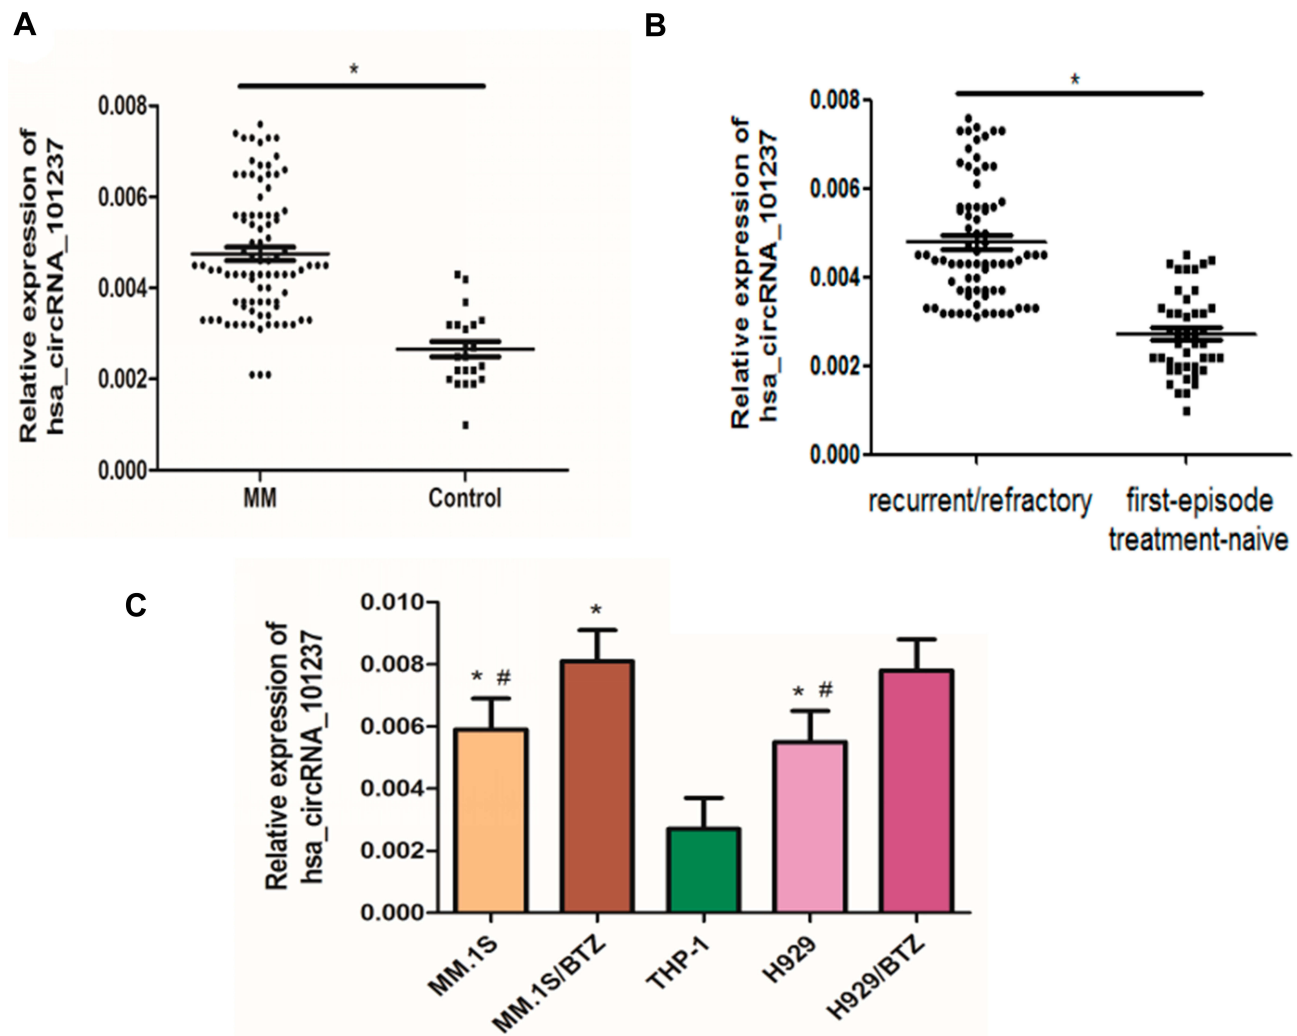 A
*
Relative expression of
hsa_circRNA_101237
0.008
0.006
0.004
0.002
0.000
MM
Control
B
*
Relative expression of
hsa_circRNA_101237
0.008
0.006
0.004
0.002
0.000
recurrent/refractory
first-episode
treatment-naive
C
Relative expression of
hsa_circRNA_101237
0.010
0.008
0.006
0.004
0.002
0.000
* #
*
* #
MM.1S
MM.1S/BTZ
THP-1
H929
H929/BTZ